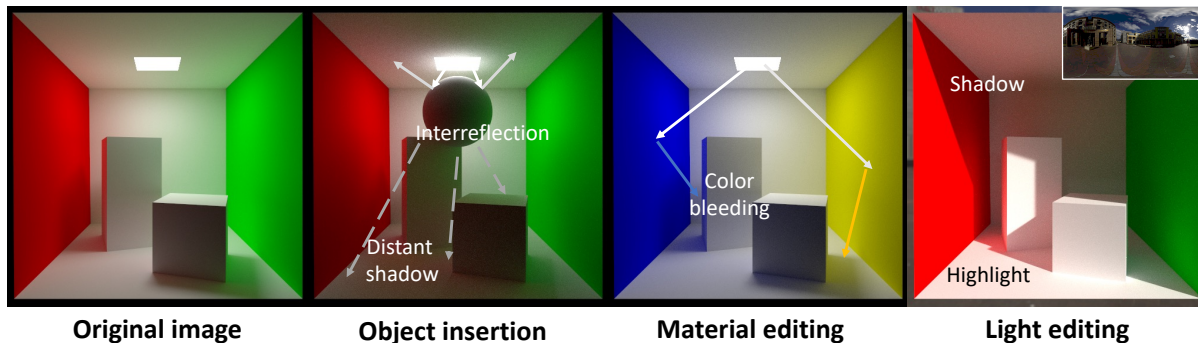 Interreflection
Distant
shadow
Color
bleeding
Shadow
Highlight
Original image
Object insertion
Material editing
Light editing